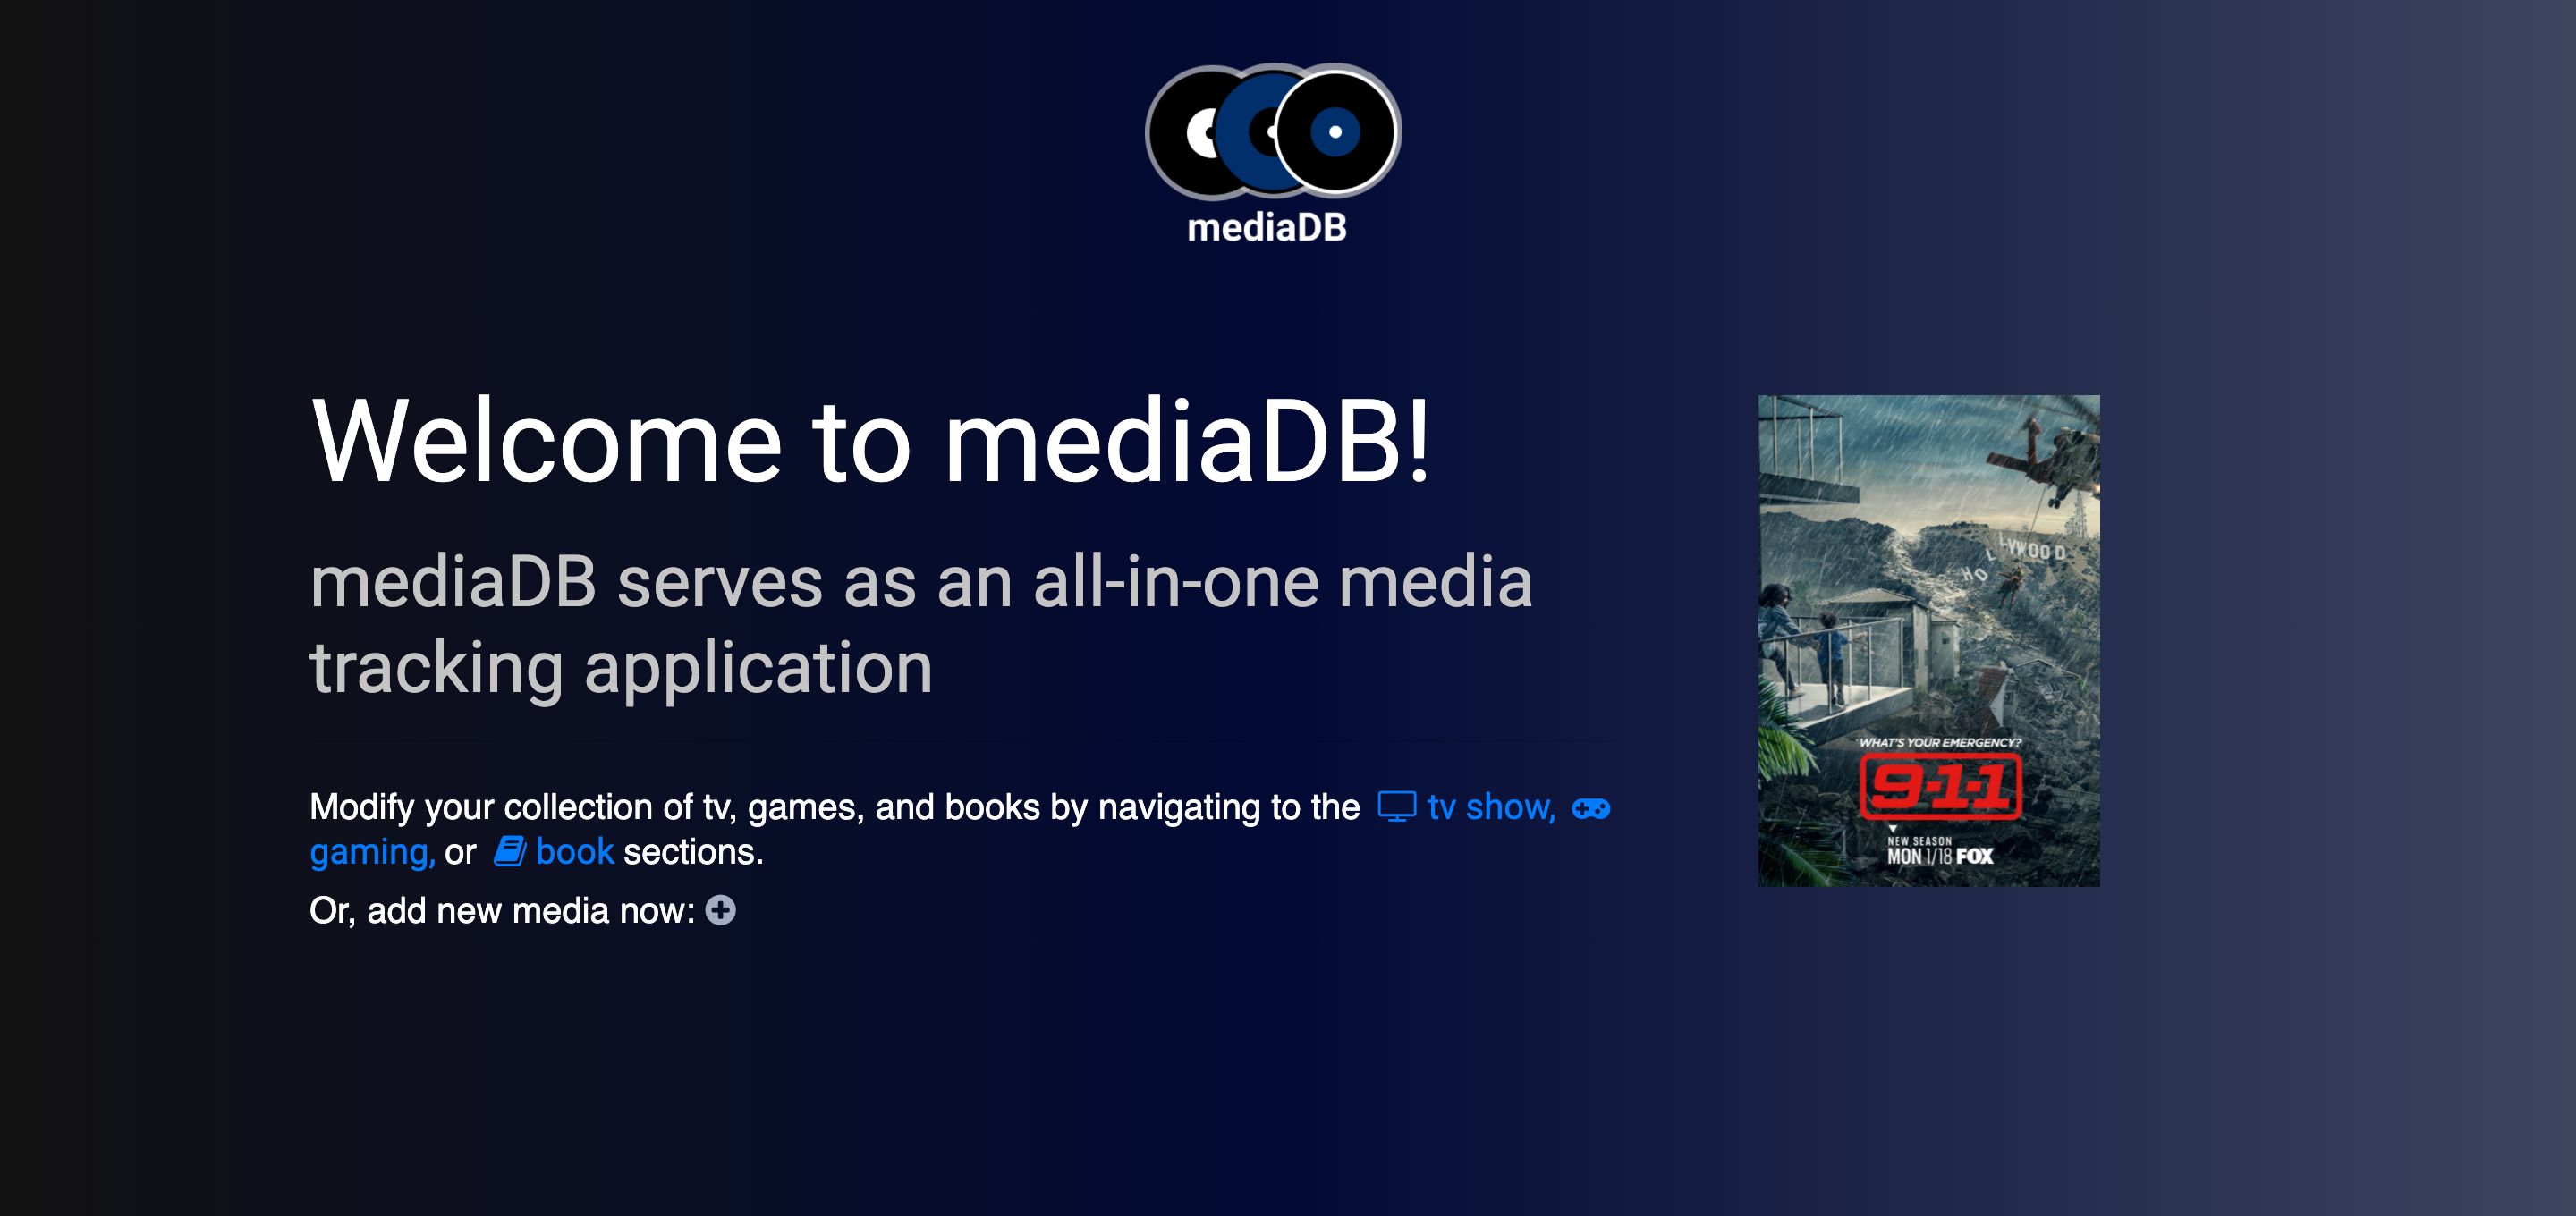 mediaDB
Welcome to mediaDB!
mediaDB serves as an all-in-one media
tracking application
Modify your collection of tv, games, and books by navigating to the tv show,
gaming, or book sections.
Or, add new media now:
HOLLYWOOD
WHAT'S YOUR EMERGENCY?
9-1-1
NEW SEASON
MON 1/18 FOX